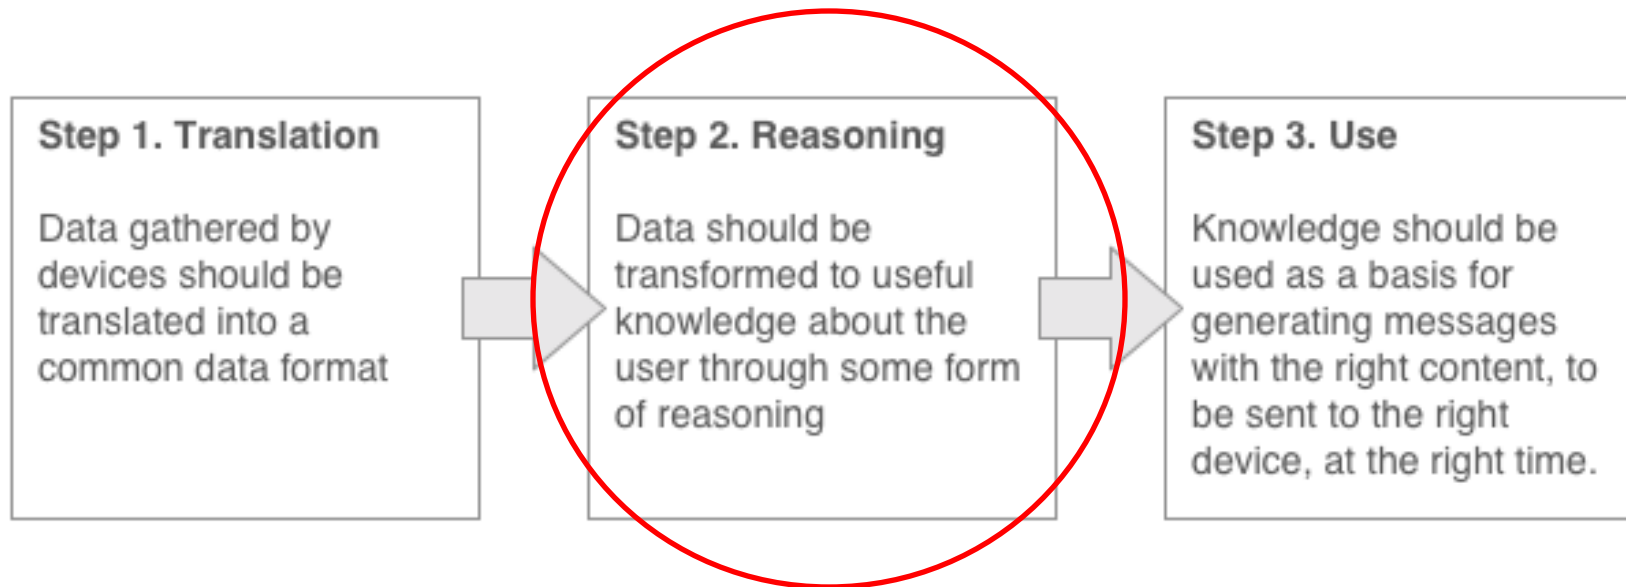 Step 1. Translation
Data gathered by
devices should be
translated into a
common data format
Step 2. Reasoning
Data should be
transformed to useful
knowledge about the
user through some form
of reasoning
Step 3. Use
Knowledge should be
used as a basis for
generating messages
with the right content, to
be sent to the right
device, at the right time.